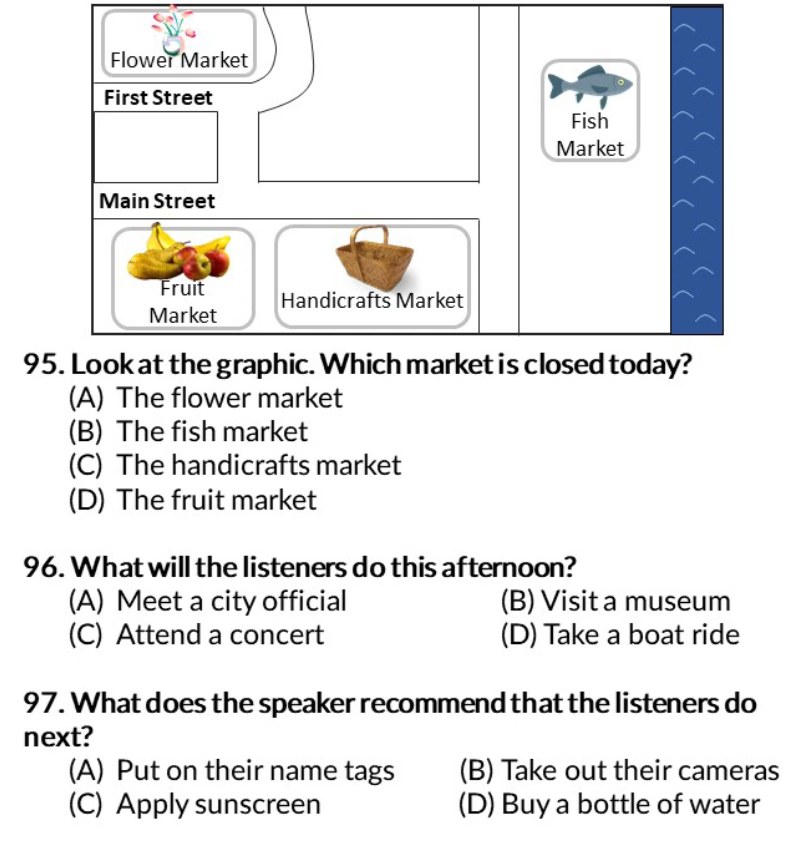 Flower Market
First Street
Fish
Market
Main Street
Fruit
Market
Handicrafts Market
95. Look at the graphic. Which market is closed today?
(A) The flower market
(B) The fish market
(C) The handicrafts market
(D) The fruit market
96. What will the listeners do this afternoon?
(A) Meet a city official (B) Visit a museum
(C) Attend a concert (D) Take a boat ride
97. What does the speaker recommend that the listeners do
next?
(A) Put on their name tags (B) Take out their cameras
(C) Apply sunscreen (D) Buy a bottle of water